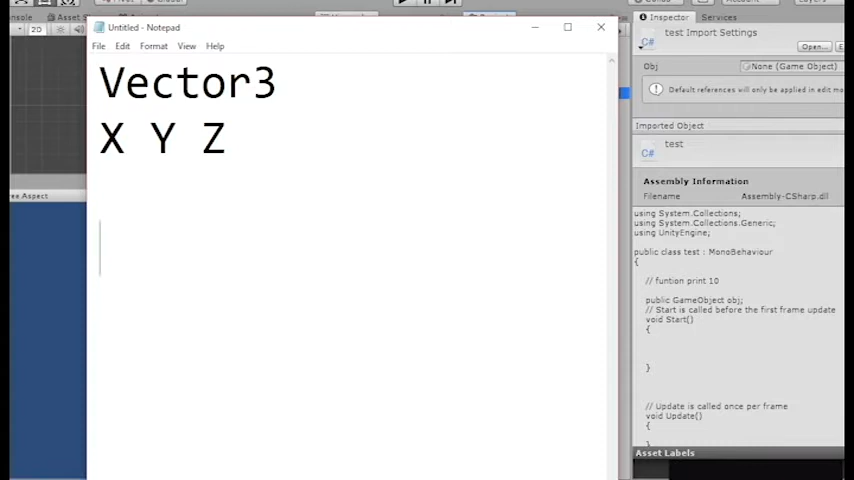 Untitled - Notepad
File Edit Format View Help
Vector3
X Y Z
2D
ree Aspect
Inspector Services
test Import Settings
Open...
Obj None (Game Object)
Default references will only be applied in edit mo
Imported Object
test
Assembly Information
Filename Assembly-CSharp.dll
using System.Collections;
using System.Collections.Generic;
using UnityEngine;
public class test : MonoBehaviour
{
// funtion print 10
public GameObject obj;
// Start is called before the first frame update
void Start()
{
}
// Update is called once per frame
void Update()
{
}
Asset Labels